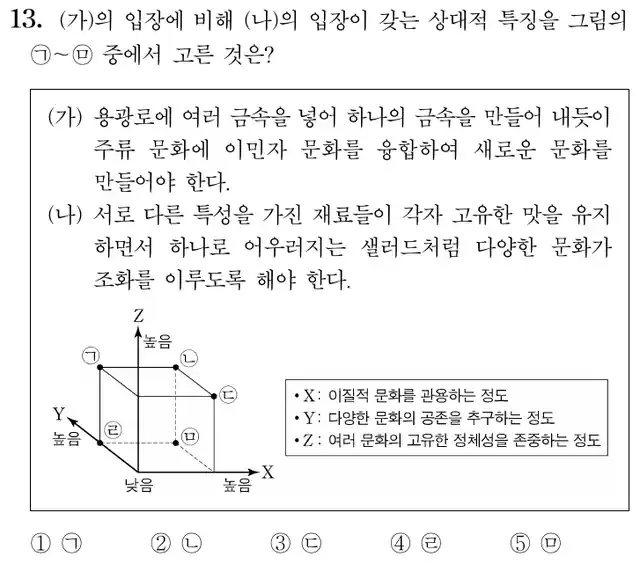 13. (가)의 입장에 비해 (나)의 입장이 갖는 상대적 특징을 그림의
㉠~㉤ 중에서 고른 것은?
(가) 용광로에 여러 금속을 넣어 하나의 금속을 만들어 내듯이
주류 문화에 이민자 문화를 융합하여 새로운 문화를
만들어야 한다.
(나) 서로 다른 특성을 가진 재료들이 각자 고유한 맛을 유지
하면서 하나로 어우러지는 샐러드처럼 다양한 문화가
조화를 이루도록 해야 한다.
Z
높음
㉠
㉡
㉢
Y
높음
㉣
㉤
X
낮음
높음
• X: 이질적 문화를 관용하는 정도
• Y: 다양한 문화의 공존을 추구하는 정도
• Z: 여러 문화의 고유한 정체성을 존중하는 정도
① ㉠ ② ㉡ ③ ㉢ ④ ㉣ ⑤ ㉤